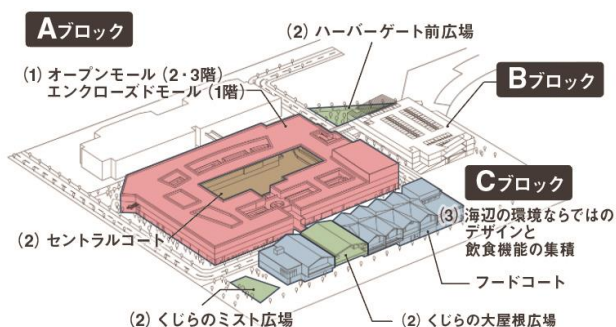 Aブロック
(2) ハーバーゲート前広場
(1) オープンモール(2・3階)
エンクローズドモール(1階)
Bブロック
Cブロック
(3) 海辺の環境ならではの
デザインと
飲食機能の集積
(2) セントラルコート
フードコート
(2) くじらのミスト広場
(2) くじらの大屋根広場